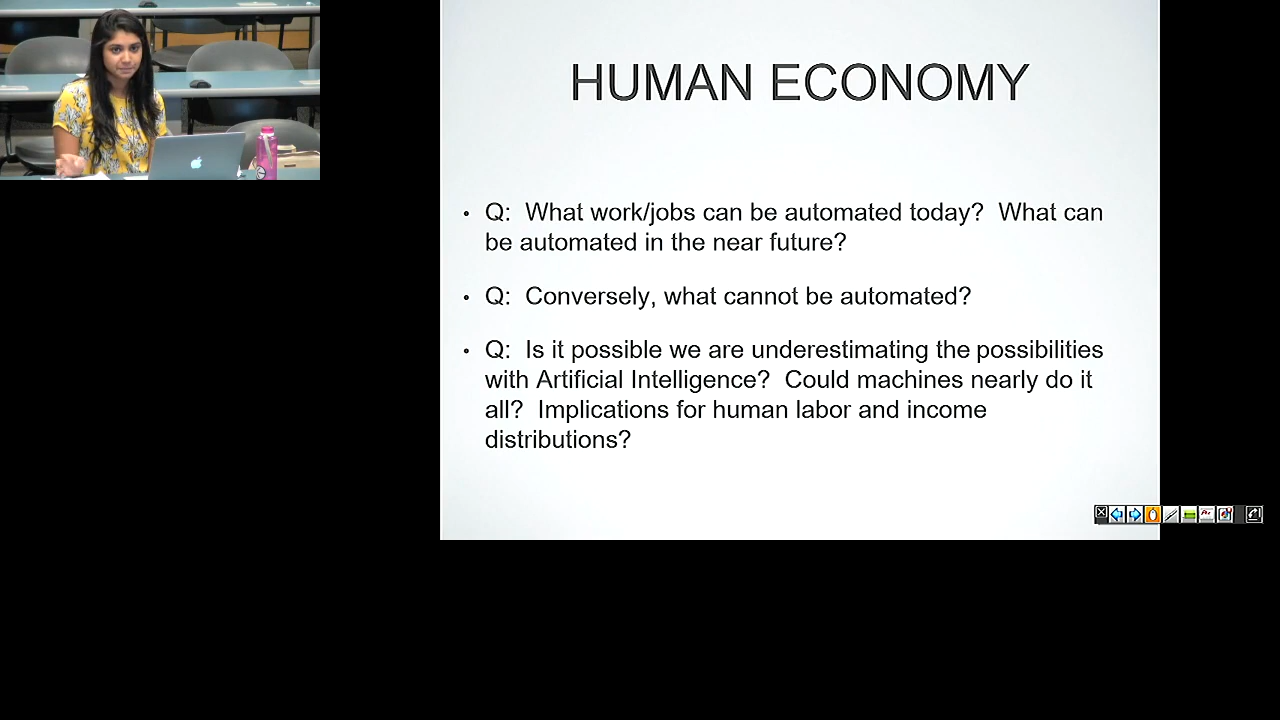 HUMAN ECONOMY
• Q: What work/jobs can be automated today? What can
be automated in the near future?
• Q: Conversely, what cannot be automated?
• Q: Is it possible we are underestimating the possibilities
with Artificial Intelligence? Could machines nearly do it
all? Implications for human labor and income
distributions?